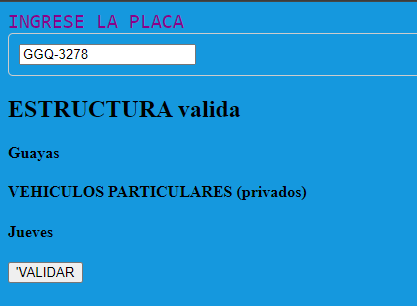 INGRESE LA PLACA
GGQ-3278
ESTRUCTURA valida
Guayas
VEHICULOS PARTICULARES (privados)
Jueves
'VALIDAR